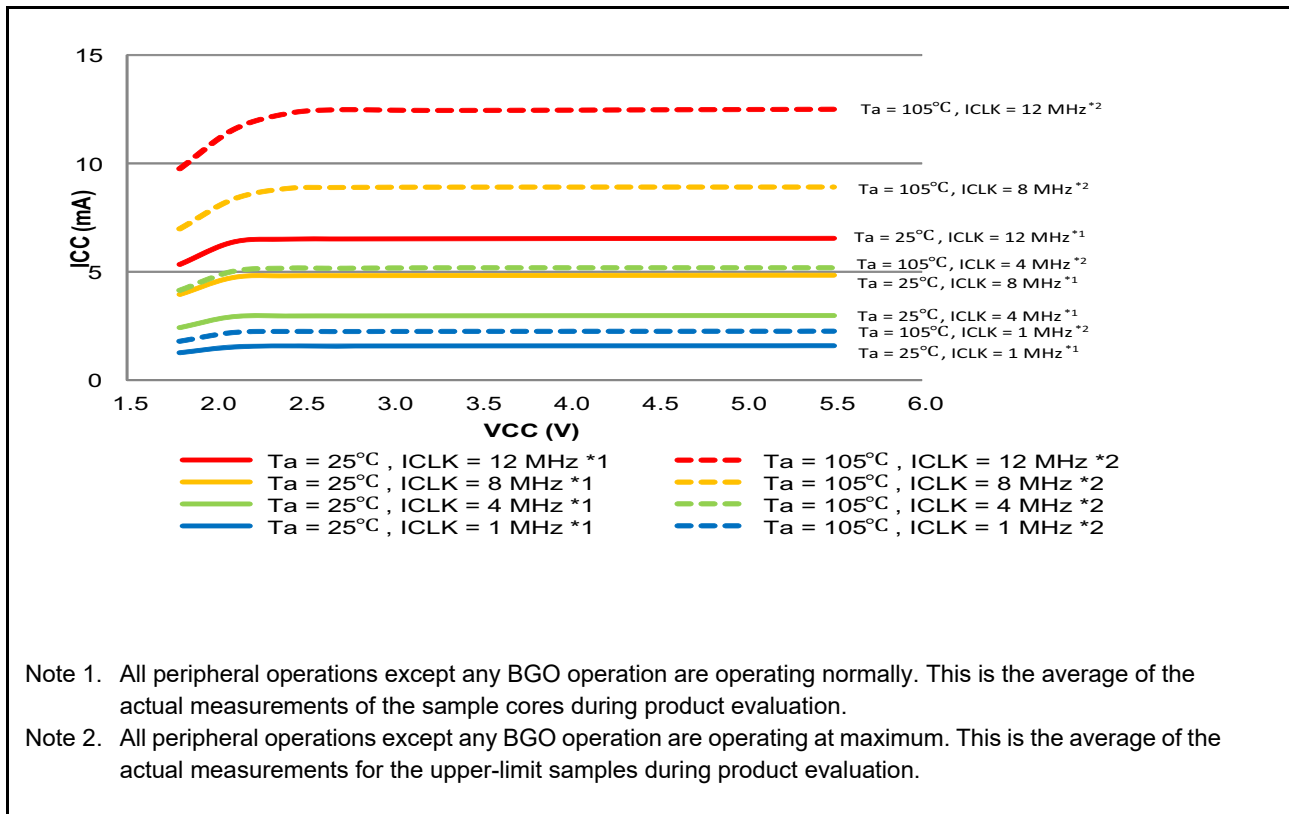 15
10
5
0
ICC (mA)
1.5 2.0 2.5 3.0 3.5 4.0 4.5 5.0 5.5 6.0
VCC (V)
Ta = 105℃ , ICLK = 12 MHz*2
Ta = 105℃ , ICLK = 8 MHz *2
Ta = 25℃ , ICLK = 12 MHz*1
Ta = 105℃ , ICLK = 4 MHz*2
Ta = 25℃ , ICLK = 8 MHz *1
Ta = 25℃ , ICLK = 4 MHz *1
Ta = 105℃ , ICLK = 1 MHz *2
Ta = 25℃ , ICLK = 1 MHz *1
Ta = 25℃ , ICLK = 12 MHz *1 Ta = 105℃ , ICLK = 12 MHz *2
Ta = 25℃ , ICLK = 8 MHz *1 Ta = 105℃ , ICLK = 8 MHz *2
Ta = 25℃ , ICLK = 4 MHz *1 Ta = 105℃ , ICLK = 4 MHz *2
Ta = 25℃ , ICLK = 1 MHz *1 Ta = 105℃ , ICLK = 1 MHz *2
Note 1. All peripheral operations except any BGO operation are operating normally. This is the average of the
actual measurements of the sample cores during product evaluation.
Note 2. All peripheral operations except any BGO operation are operating at maximum. This is the average of the
actual measurements for the upper-limit samples during product evaluation.